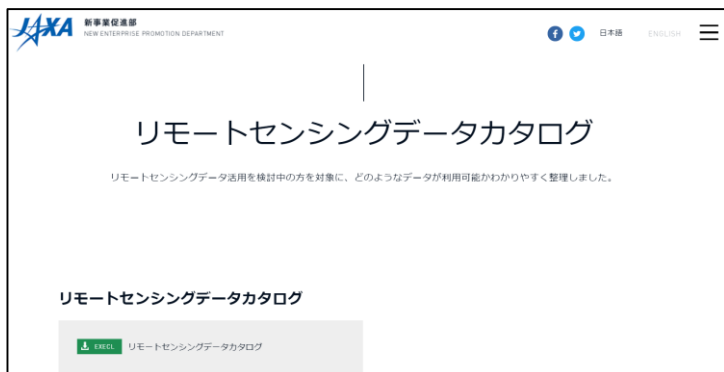 JAXA
新事業促進部
NEW ENTERPRISE PROMOTION DEPARTMENT
日本語
ENGLISH
リモートセンシングデータカタログ
リモートセンシングデータ活用を検討中の方を対象に、どのようなデータが利用可能かわかりやすく整理しました。
リモートセンシングデータカタログ
EXECL リモートセンシングデータカタログ